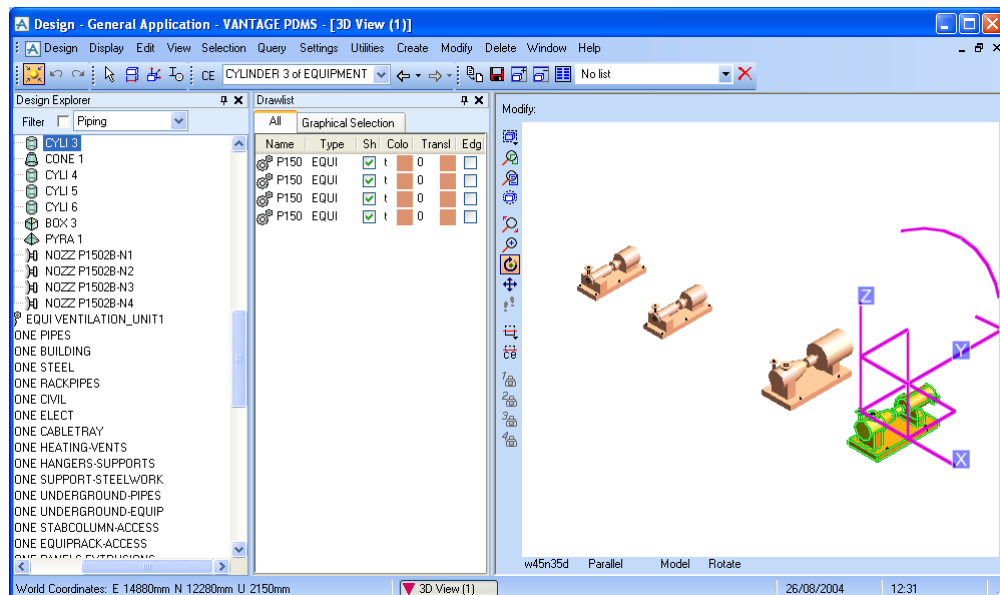 Design - General Application - VANTAGE PDMS - [3D View (1)]
Design Display Edit View Selection Query Settings Utilities Create Modify Delete Window Help
CE CYLINDER 3 of EQUIPMENT No list
Design Explorer
Filter Piping
CYLI 3
CONE 1
CYLI 4
CYLI 5
CYLI 6
BOX 3
PYRA 1
NOZZ P1502B-N1
NOZZ P1502B-N2
NOZZ P1502B-N3
NOZZ P1502B-N4
EQUI VENTILATION_UNIT1
ONE PIPES
ONE BUILDING
ONE STEEL
ONE RACKPIPES
ONE CIVIL
ONE ELECT
ONE CABLETRAY
ONE HEATING-VENTS
ONE HANGERS-SUPPORTS
ONE SUPPORT-STEELWORK
ONE UNDERGROUND-PIPES
ONE UNDERGROUND-EQUIP
ONE STABCOLUMN-ACCESS
ONE EQUIPRACK-ACCESS
Drawlist
All Graphical Selection
Name Type Sh Colo Transl Edg
P150 EQUI t 0
P150 EQUI t 0
P150 EQUI t 0
P150 EQUI t 0
Modify:
ce
1
2
3
4
Z
Y
X
w45n35d Parallel Model Rotate
World Coordinates: E 14880mm N 12280mm U 2150mm 3D View (1) 26/08/2004 12:31